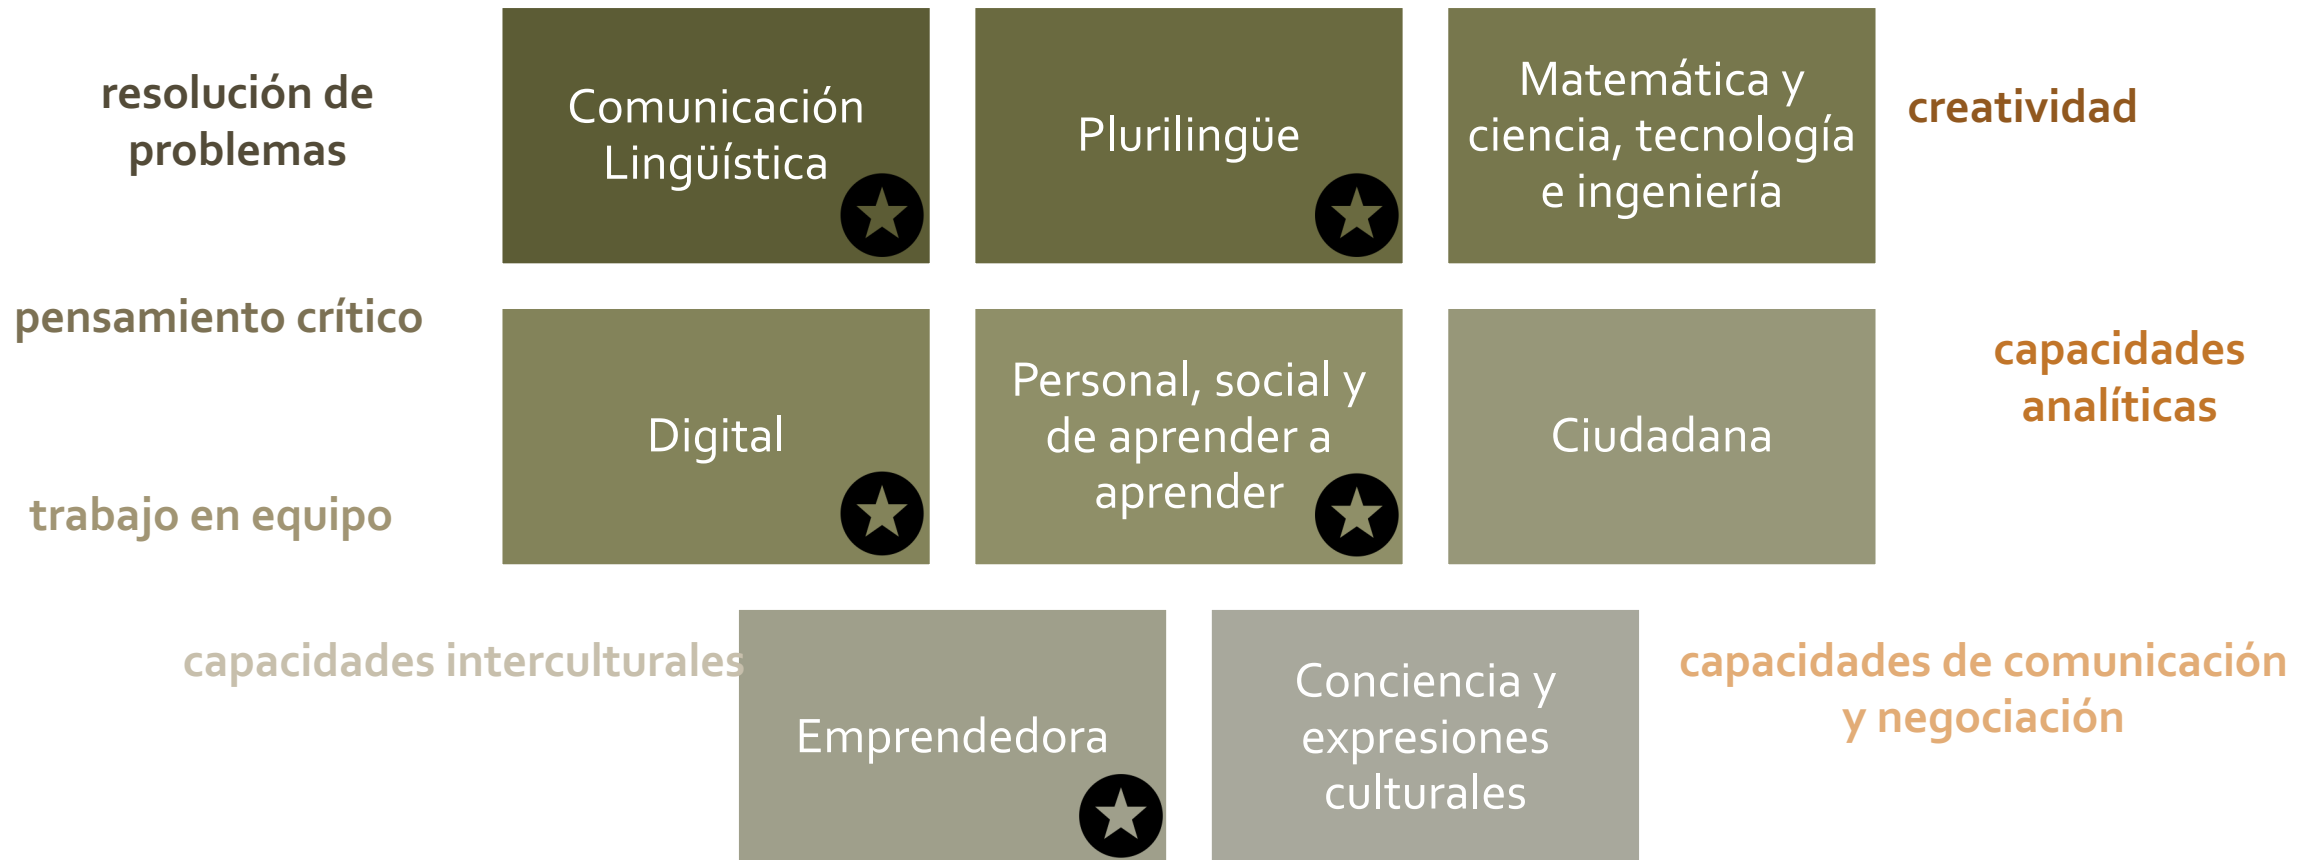 resolución de
problemas
Comunicación
Lingüística
Plurilingüe
Matemática y
ciencia, tecnología
e ingeniería
creatividad
pensamiento crítico
trabajo en equipo
Digital
Personal, social y
de aprender a
aprender
Ciudadana
capacidades
analíticas
capacidades interculturales
Emprendedora
Conciencia y
expresiones
culturales
capacidades de comunicación
y negociación